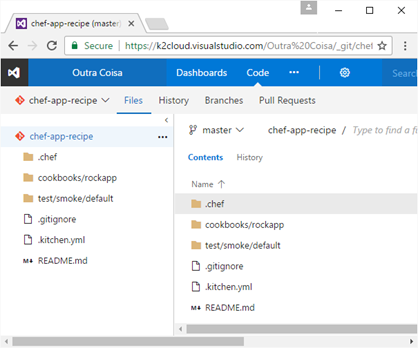 chef-app-recipe (master)
Secure https://k2cloud.visualstudio.com/Outra%20Coisa/_git/chef
Outra Coisa Dashboards Code Search
chef-app-recipe Files History Branches Pull Requests
chef-app-recipe
.chef
cookbooks/rockapp
test/smoke/default
.gitignore
.kitchen.yml
README.md
master chef-app-recipe / Type to find a fi
Contents History
Name
.chef
cookbooks/rockapp
test/smoke/default
.gitignore
.kitchen.yml
README.md